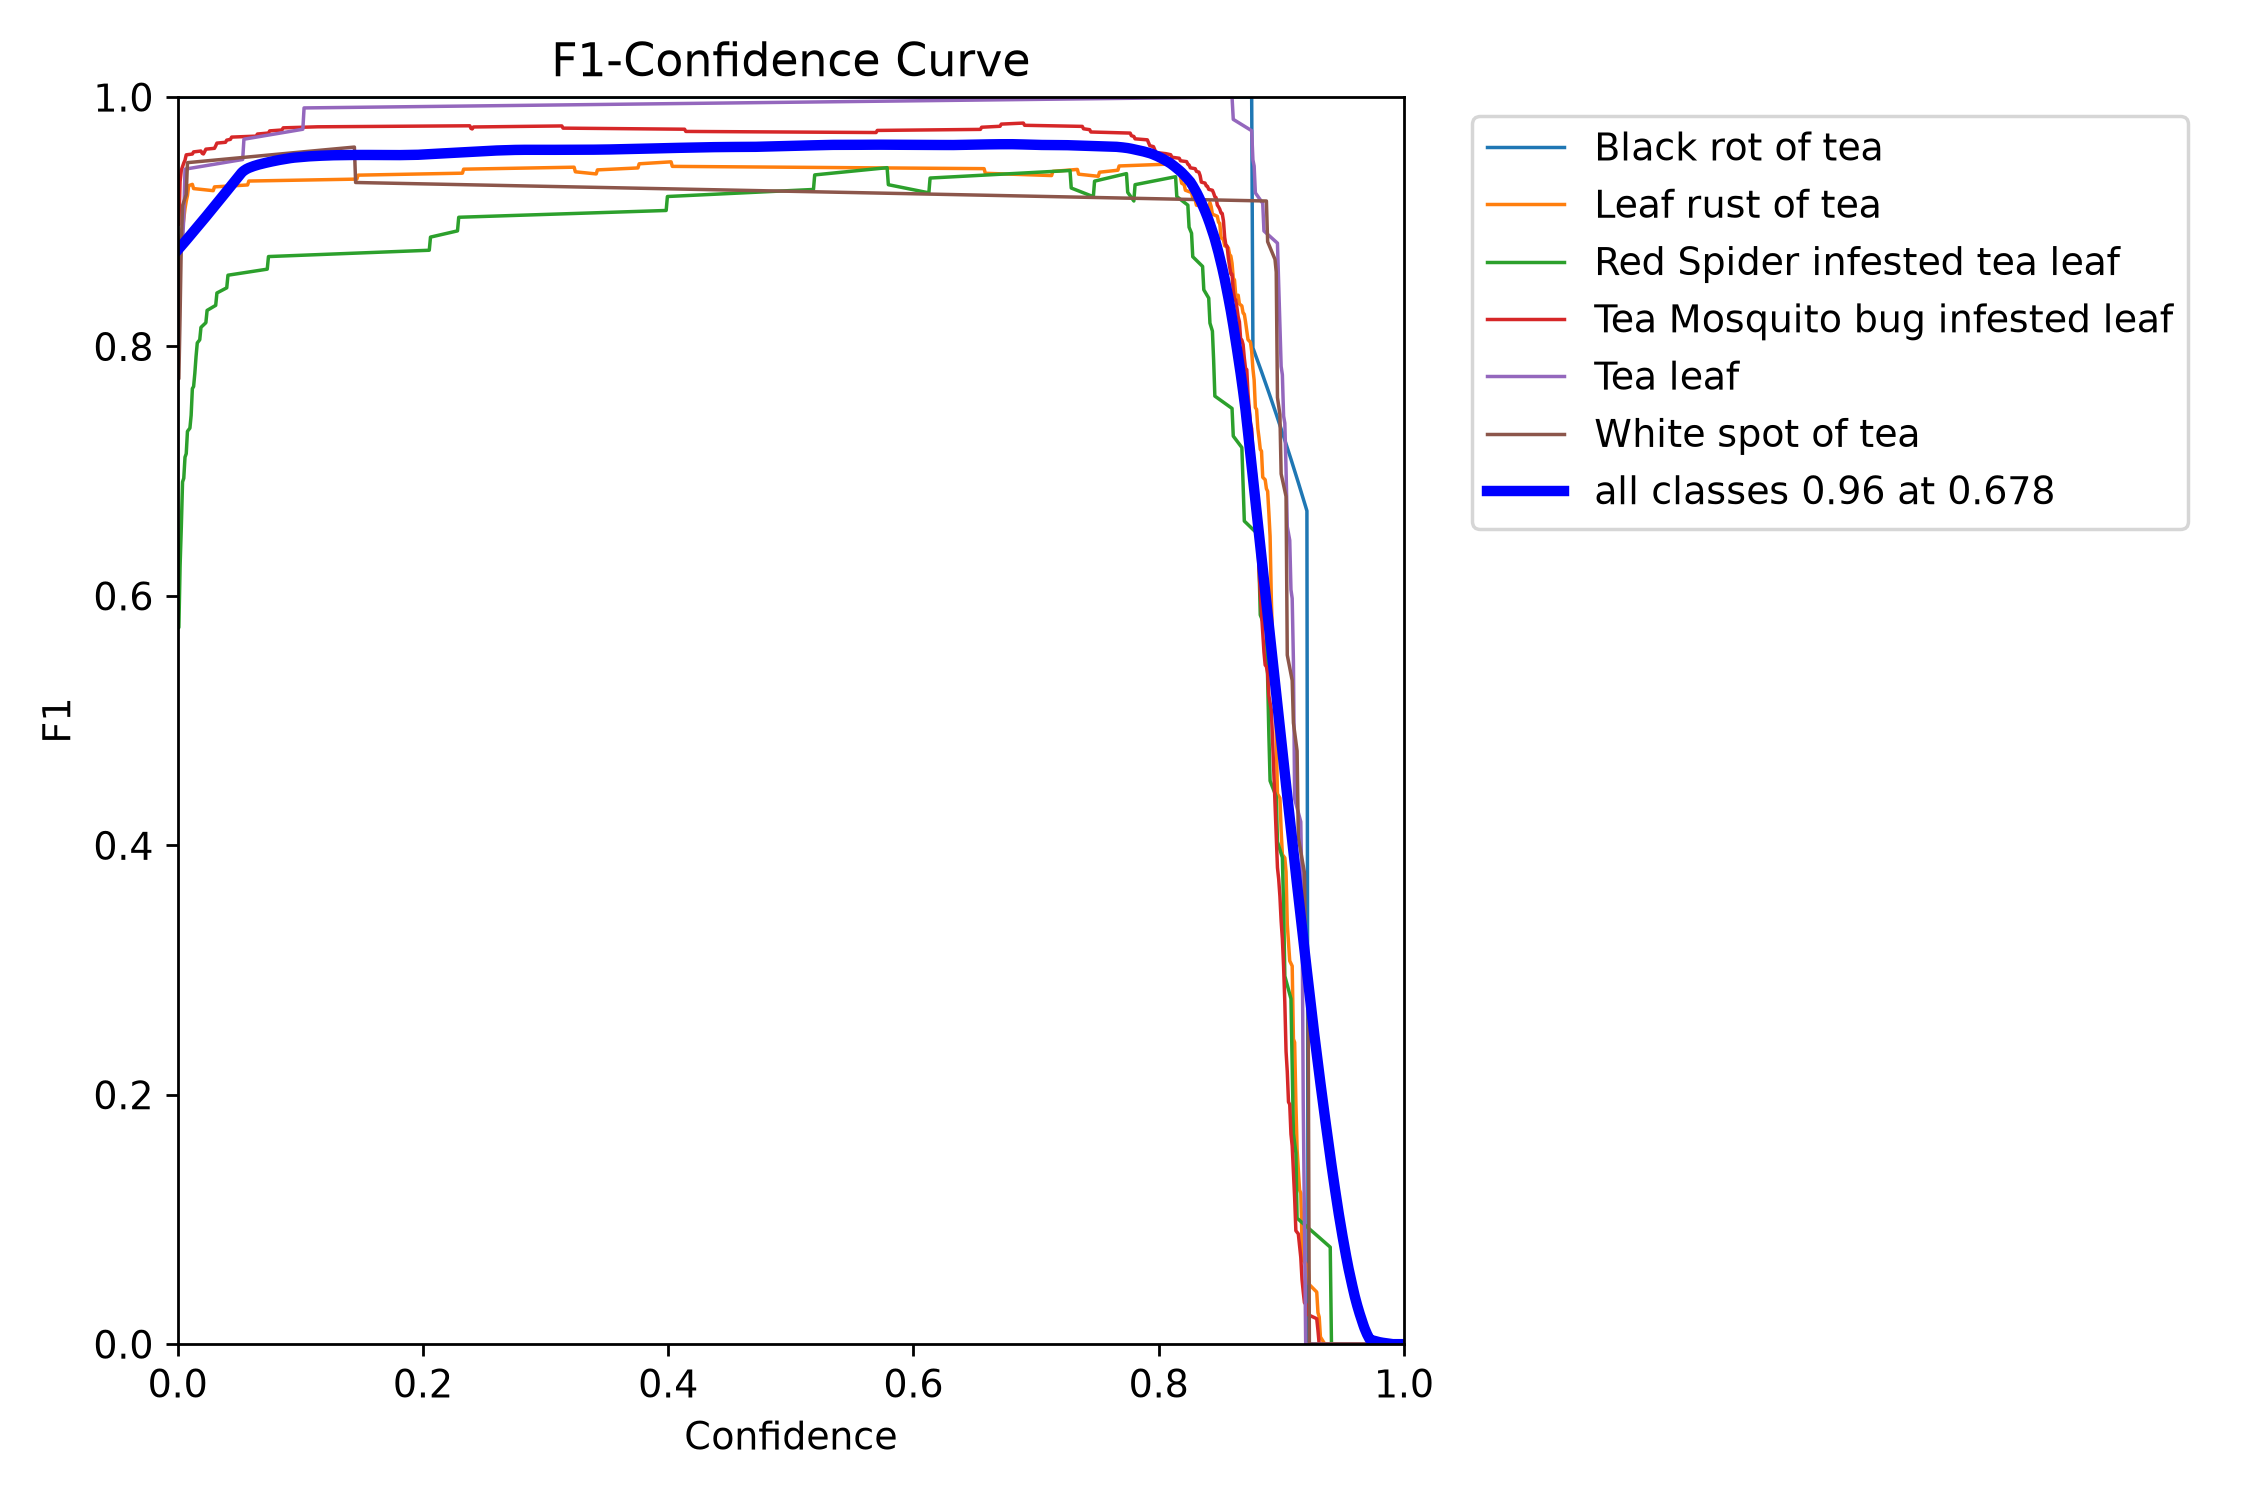 F1-Confidence Curve
1.0
0.8
0.6
0.4
0.2
0.0
F1
0.0 0.2 0.4 0.6 0.8 1.0
Confidence
Black rot of tea
Leaf rust of tea
Red Spider infested tea leaf
Tea Mosquito bug infested leaf
Tea leaf
White spot of tea
all classes 0.96 at 0.678